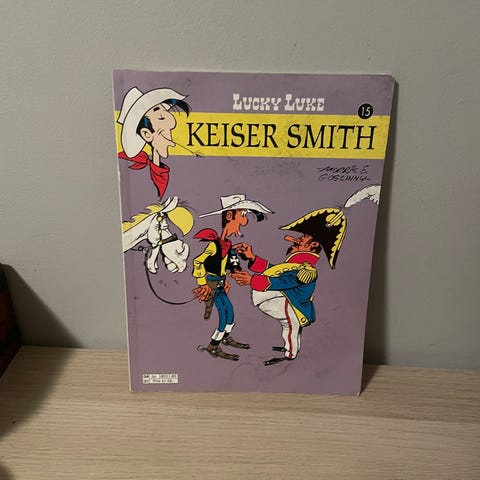 LUCKY LUKE
15
KEISER SMITH
MORRIS &
GOSCINNY